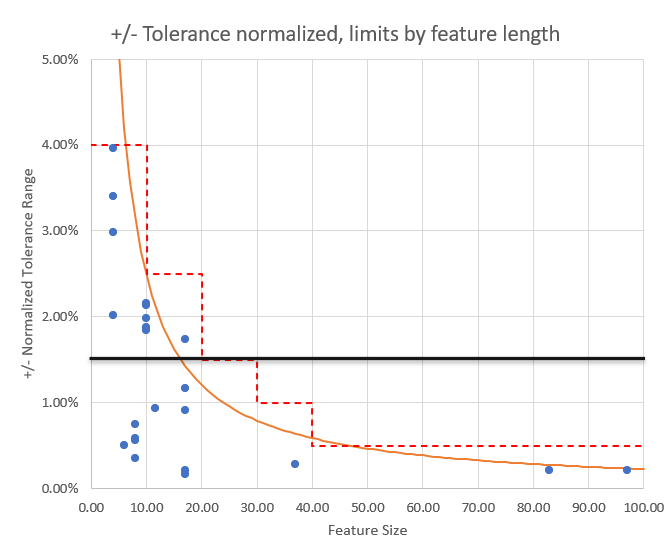 +/- Tolerance normalized, limits by feature length
5.00%
4.00%
3.00%
2.00%
1.00%
0.00%
+/- Normalized Tolerance Range
0.00 10.00 20.00 30.00 40.00 50.00 60.00 70.00 80.00 90.00 100.00
Feature Size